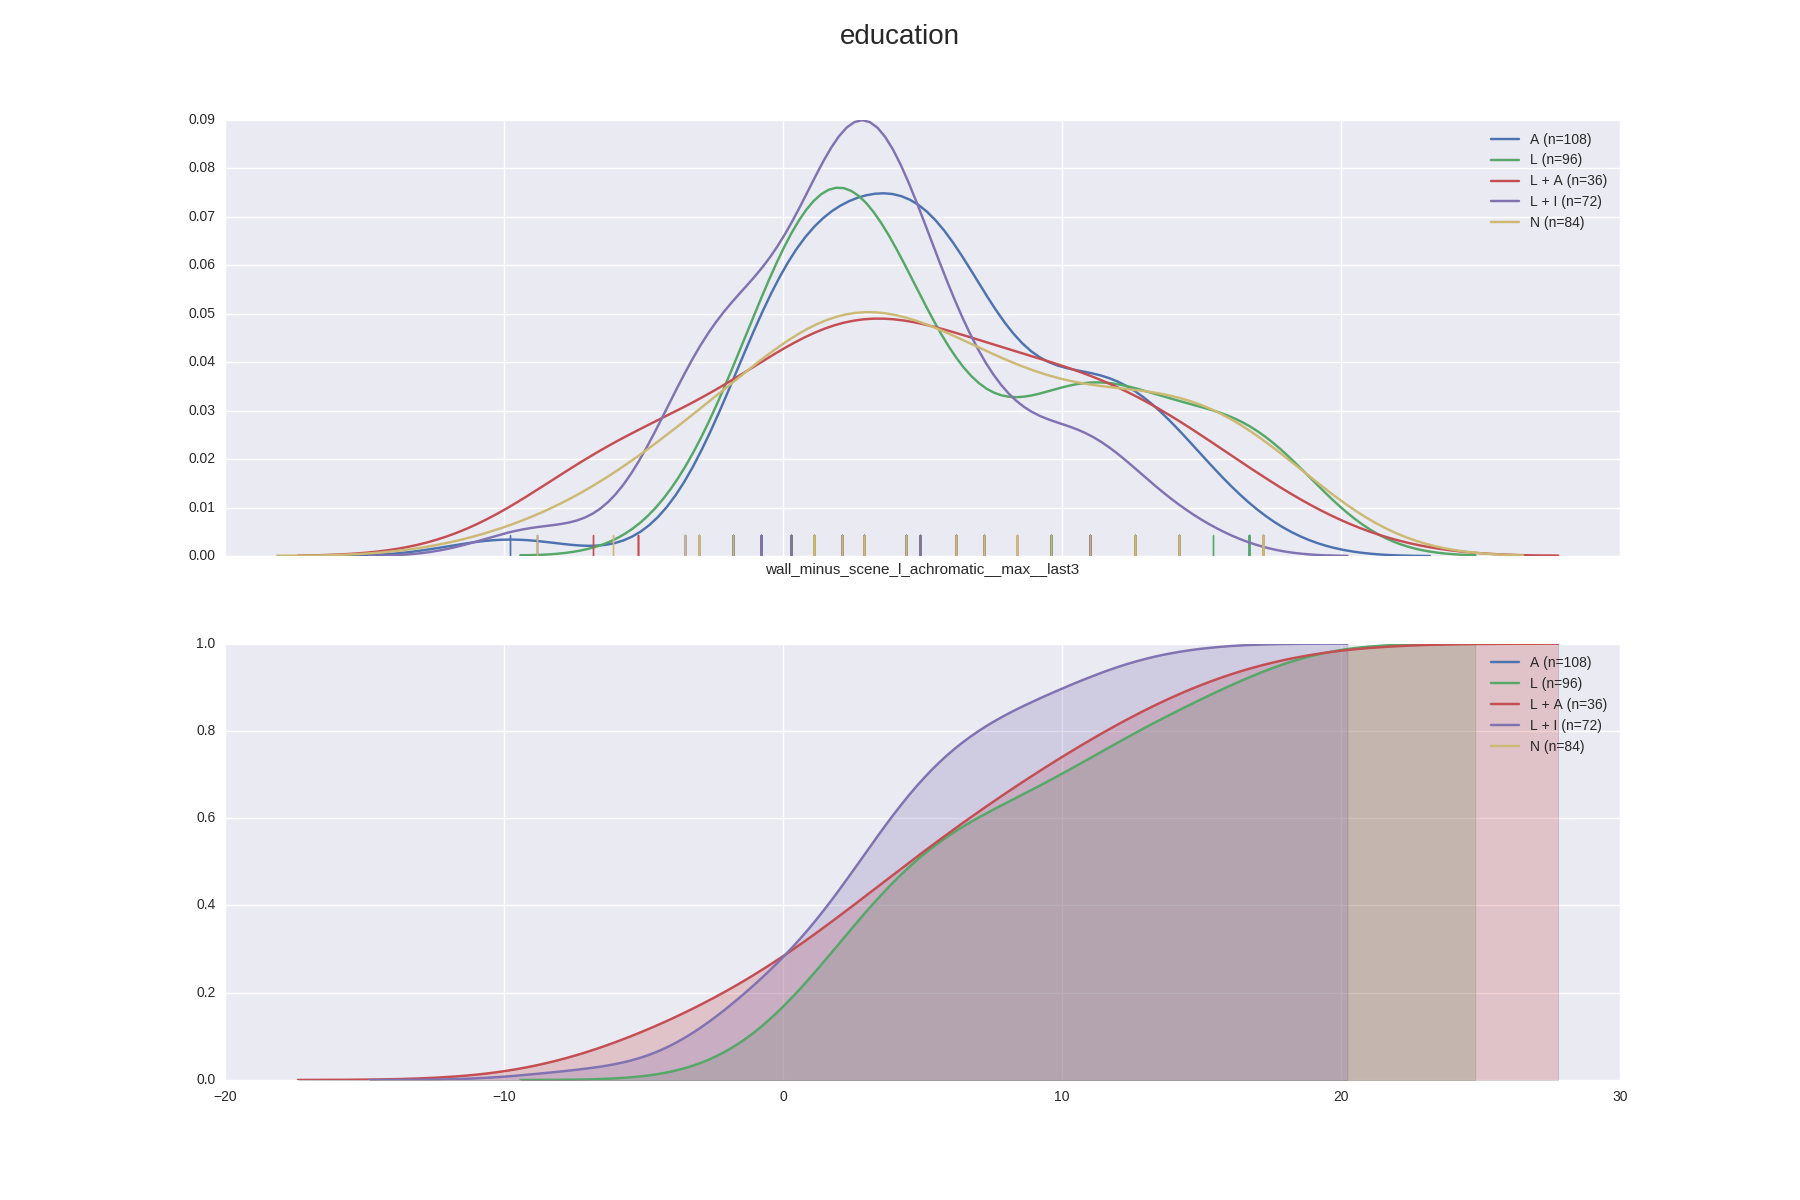 education
0.09
0.08
0.07
0.06
0.05
0.04
0.03
0.02
0.01
0.00
A (n=108)
L (n=96)
L + A (n=36)
L + I (n=72)
N (n=84)
wall_minus_scene_l_achromatic__max__last3
1.0
0.8
0.6
0.4
0.2
0.0
A (n=108)
L (n=96)
L + A (n=36)
L + I (n=72)
N (n=84)
−20 −10 0 10 20 30